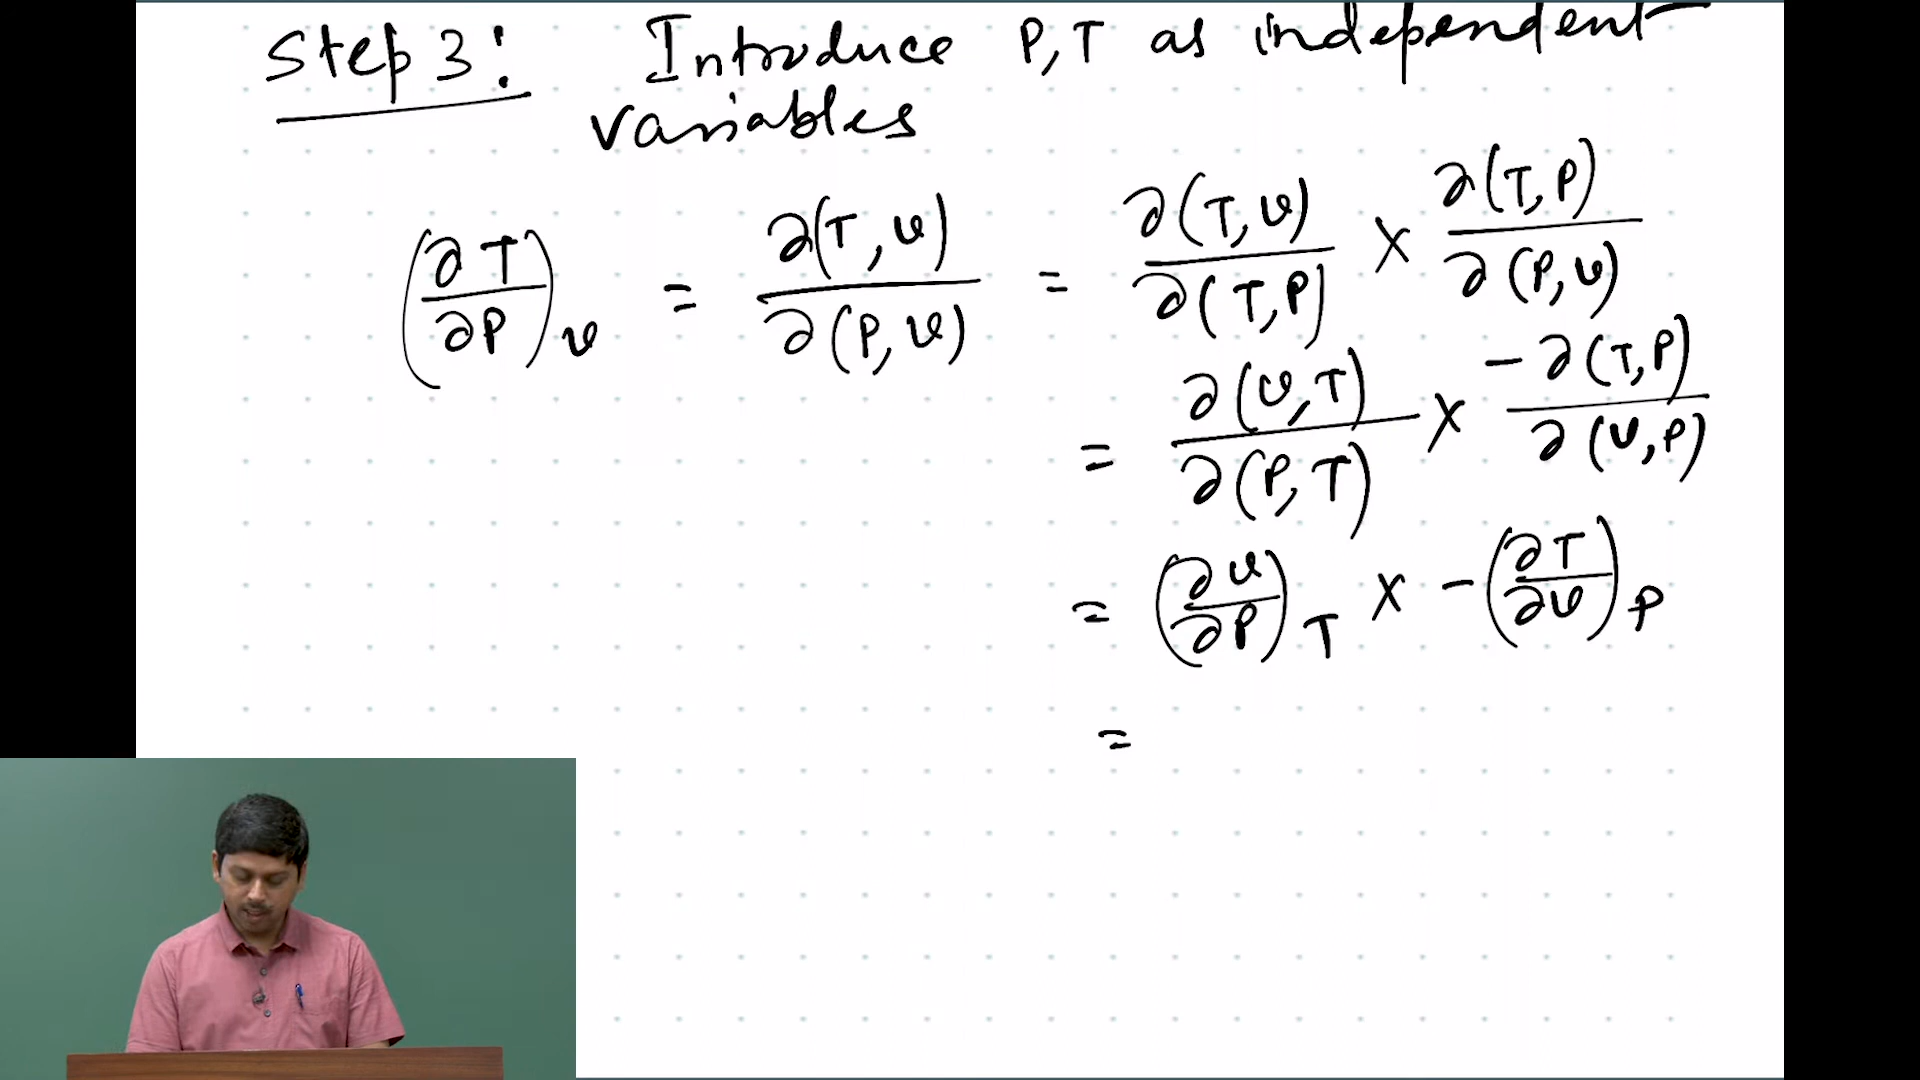 Step 3: Introduce P, T as independent
variables
(∂T/∂P)_v = ∂(T, v)/∂(P, v) = ∂(T, v)/∂(T, P) × ∂(T, P)/∂(P, v)
= ∂(v, T)/∂(P, T) × -∂(T, P)/∂(v, P)
= (∂v/∂P)_T × -(∂T/∂v)_P
=